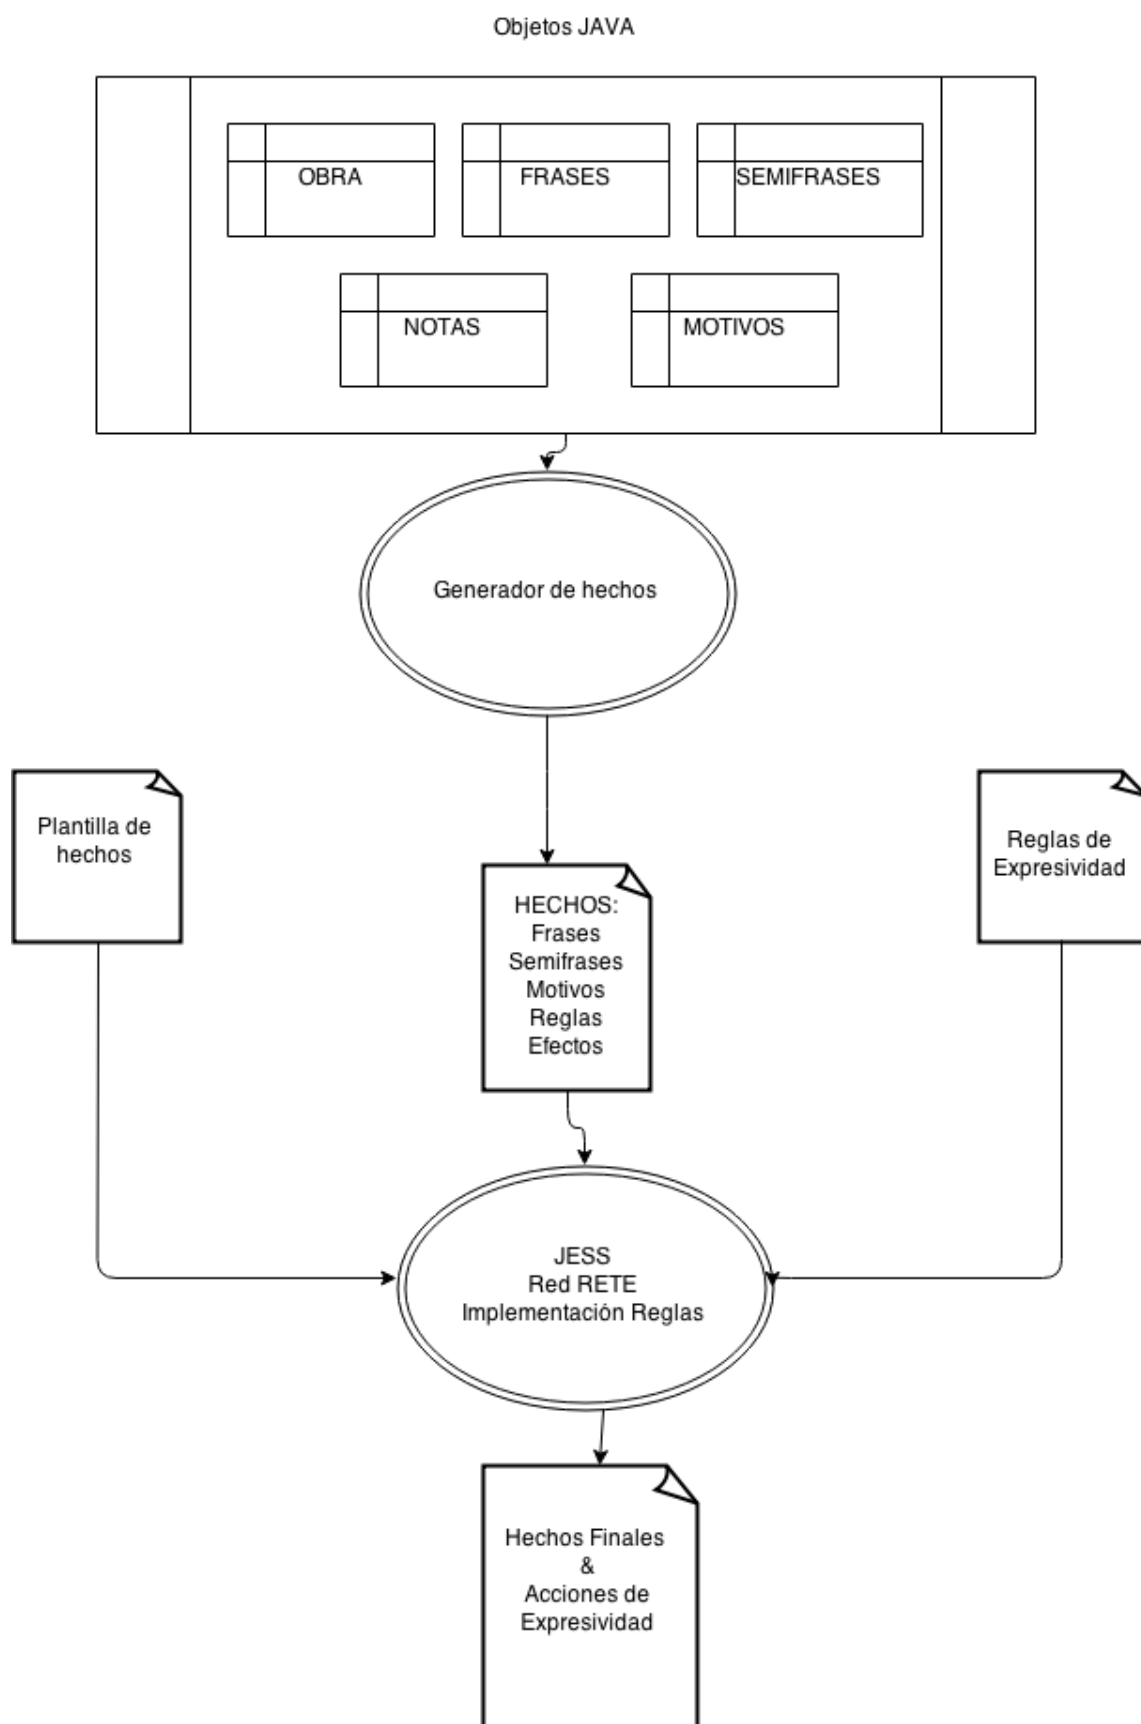 Objetos JAVA
OBRA
FRASES
SEMIFRASES
NOTAS
MOTIVOS
Generador de hechos
Plantilla de
hechos
Reglas de
Expresividad
HECHOS:
Frases
Semifrases
Motivos
Reglas
Efectos
JESS
Red RETE
Implementación Reglas
Hechos Finales
&
Acciones de
Expresividad